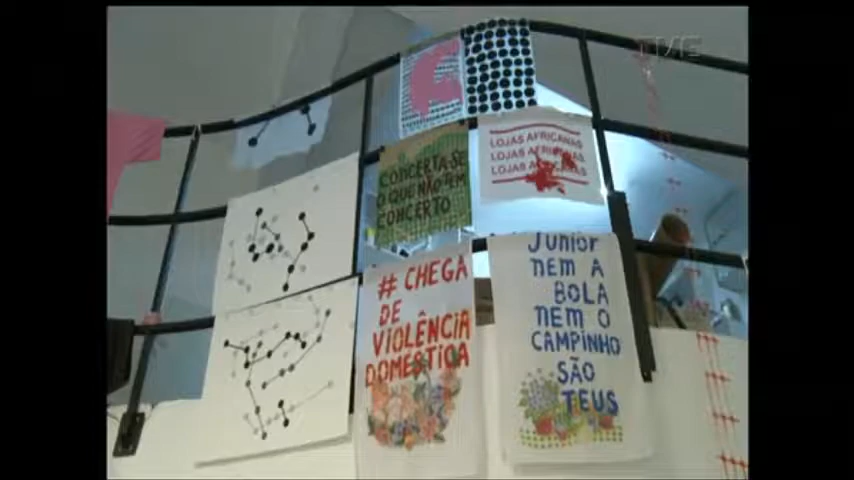 TVE
LOJAS AFRICANAS
LOJAS AFRICANAS
LOJAS AFRICANAS
CONCERTA-SE
O QUE NÃO TEM
CONCERTO
# CHEGA
DE
VIOLÊNCIA
DOMÉSTICA
JUNIOR
NEM A
BOLA
NEM O
CAMPINHO
SÃO
TEUS